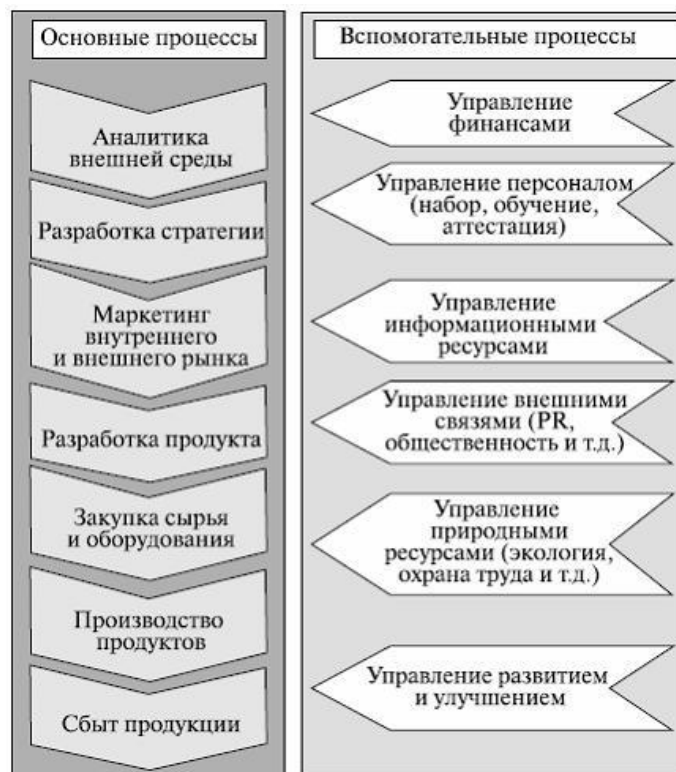 Основные процессы
Аналитика
внешней среды
Разработка стратегии
Маркетинг
внутреннего
и внешнего рынка
Разработка продукта
Закупка сырья
и оборудования
Производство
продуктов
Сбыт продукции
Вспомогательные процессы
Управление
финансами
Управление персоналом
(набор, обучение,
аттестация)
Управление
информационными
ресурсами
Управление внешними
связями (PR,
общественность и т.д.)
Управление
природными
ресурсами (экология,
охрана труда и т.д.)
Управление развитием
и улучшением